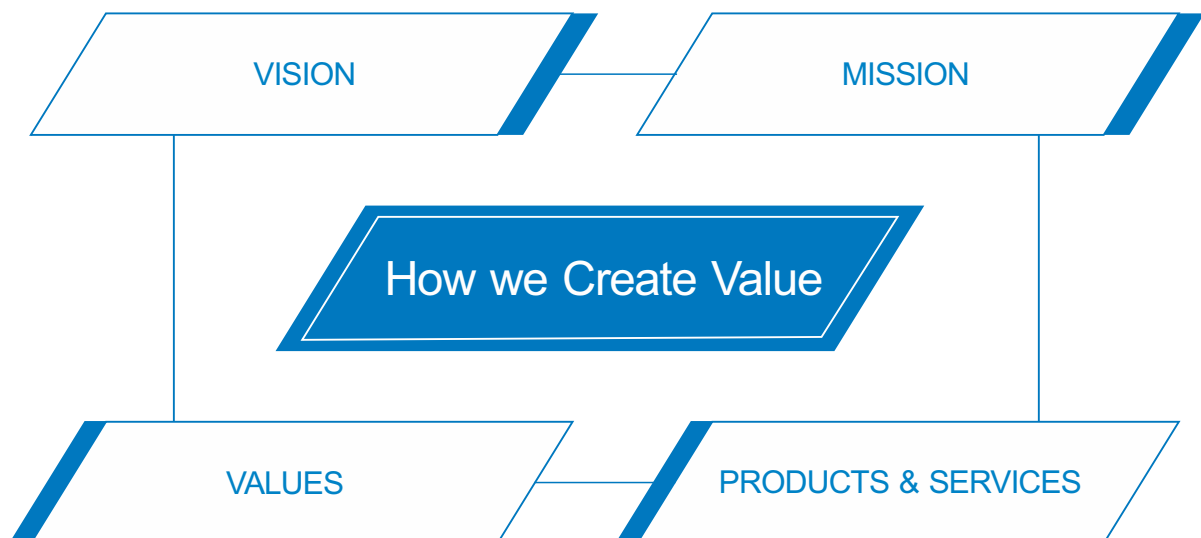 VISION
MISSION
How we Create Value
VALUES
PRODUCTS & SERVICES